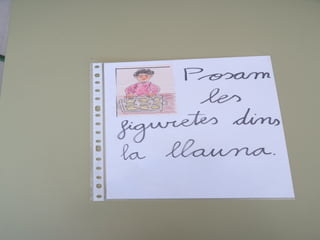 Posam
les
figuretes dins
la llauna.